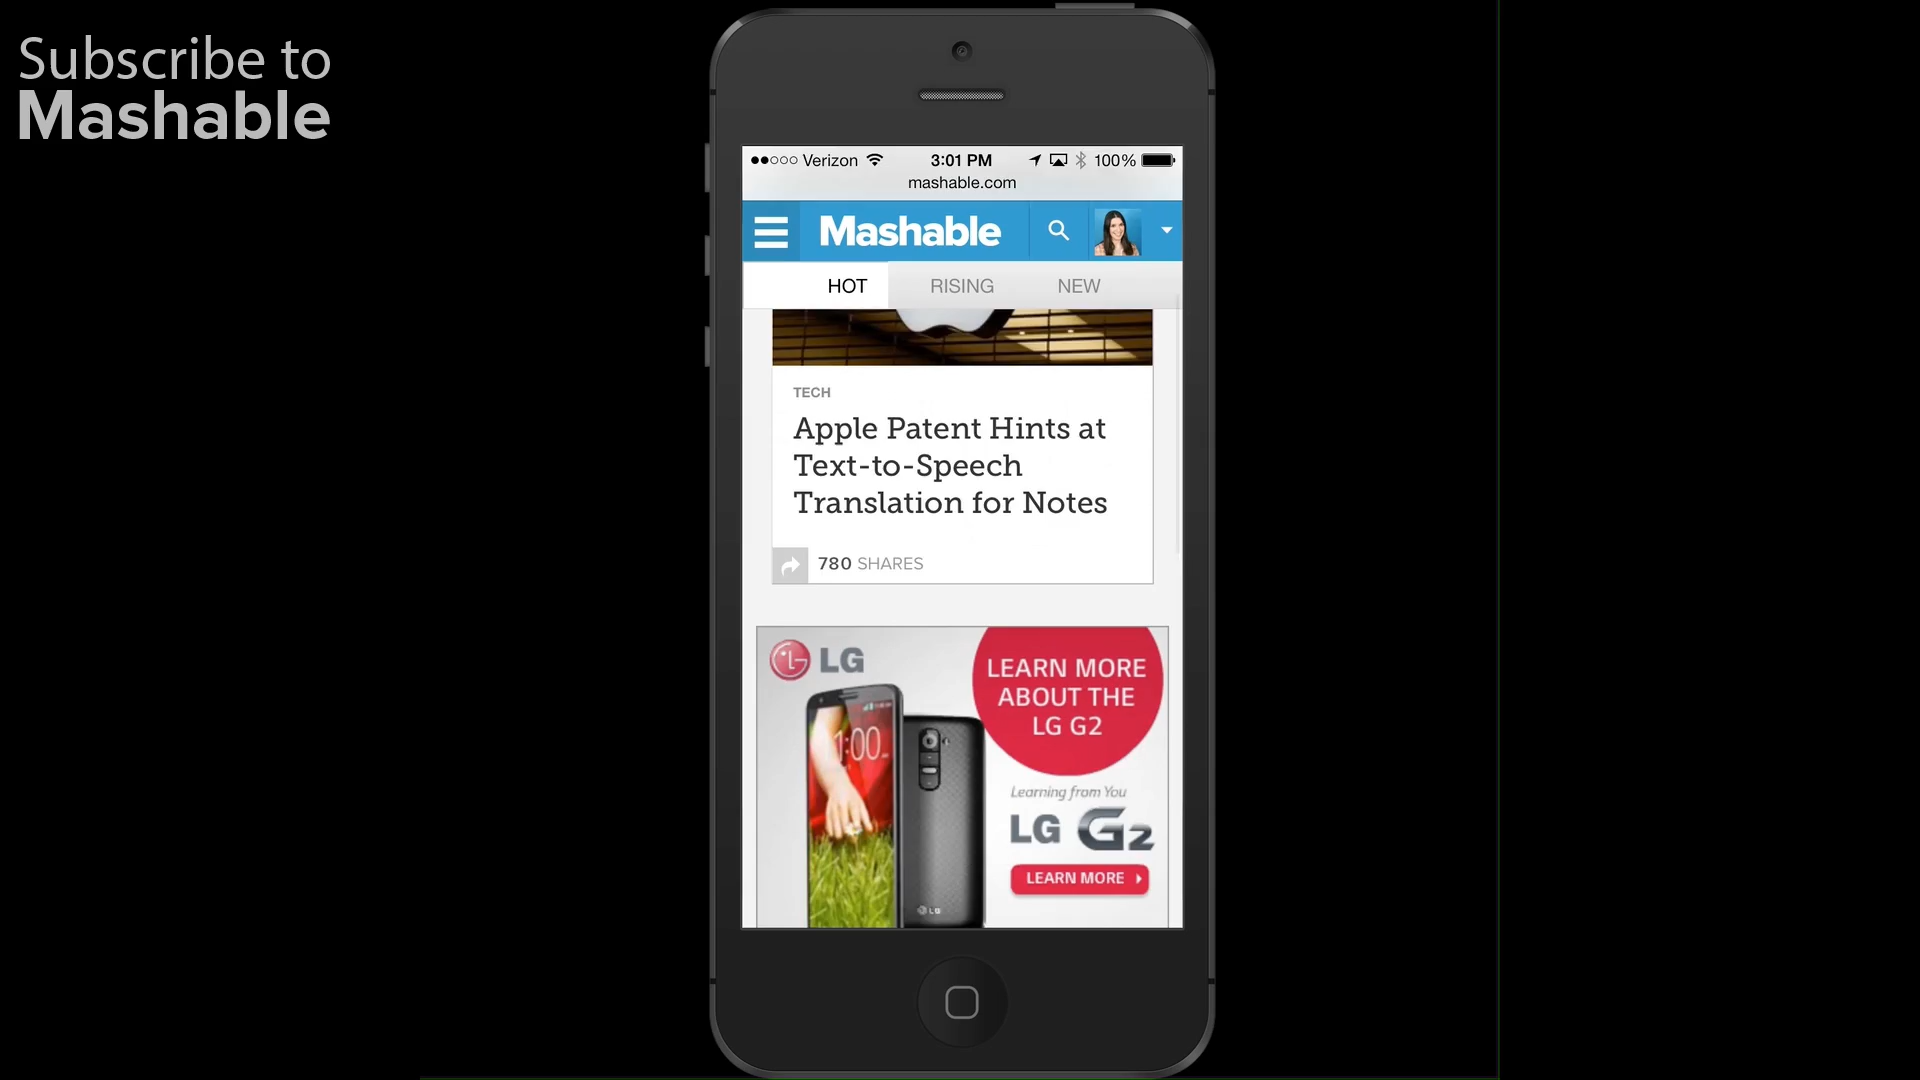 Subscribe to
Mashable
Verizon 3:01 PM 100%
mashable.com
Mashable
HOT RISING NEW
TECH
Apple Patent Hints at
Text-to-Speech
Translation for Notes
780 SHARES
LG
LEARN MORE
ABOUT THE
LG G2
1:00
Learning from You
LG G2
LEARN MORE
LG